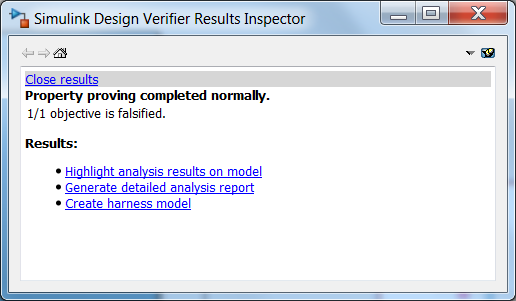 Simulink Design Verifier Results Inspector
Close results
Property proving completed normally.
1/1 objective is falsified.
Results:
Highlight analysis results on model
Generate detailed analysis report
Create harness model